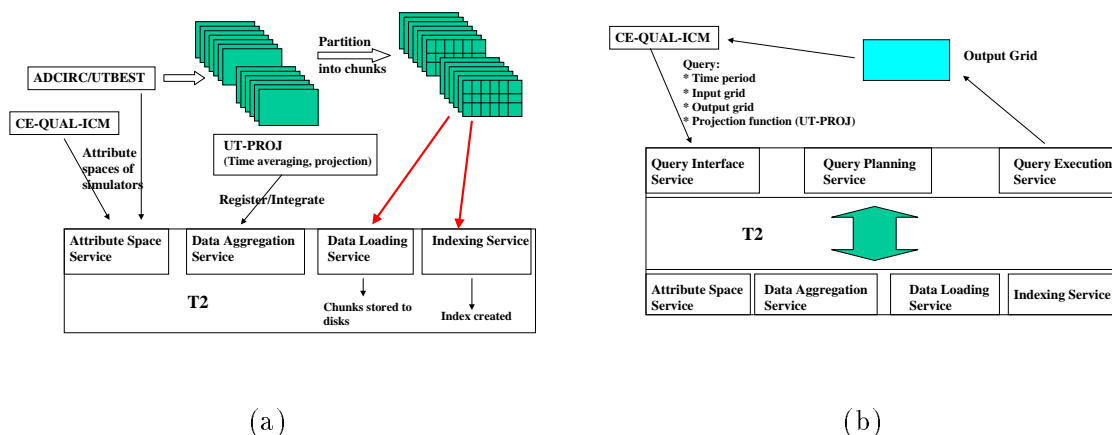 Partition
into chunks
ADCIRC/UTBEST
CE-QUAL-ICM
Attribute
spaces of
simulators
UT-PROJ
(Time averaging, projection)
Register/Integrate
Attribute Space
Service
Data Aggregation
Service
Data Loading
Service
Indexing Service
T2
Chunks stored to
disks
Index created
(a)
CE-QUAL-ICM
Output Grid
Query:
* Time period
* Input grid
* Output grid
* Projection function (UT-PROJ)
Query Interface
Service
Query Planning
Service
Query Execution
Service
T2
Attribute Space
Service
Data Aggregation
Service
Data Loading
Service
Indexing Service
(b)